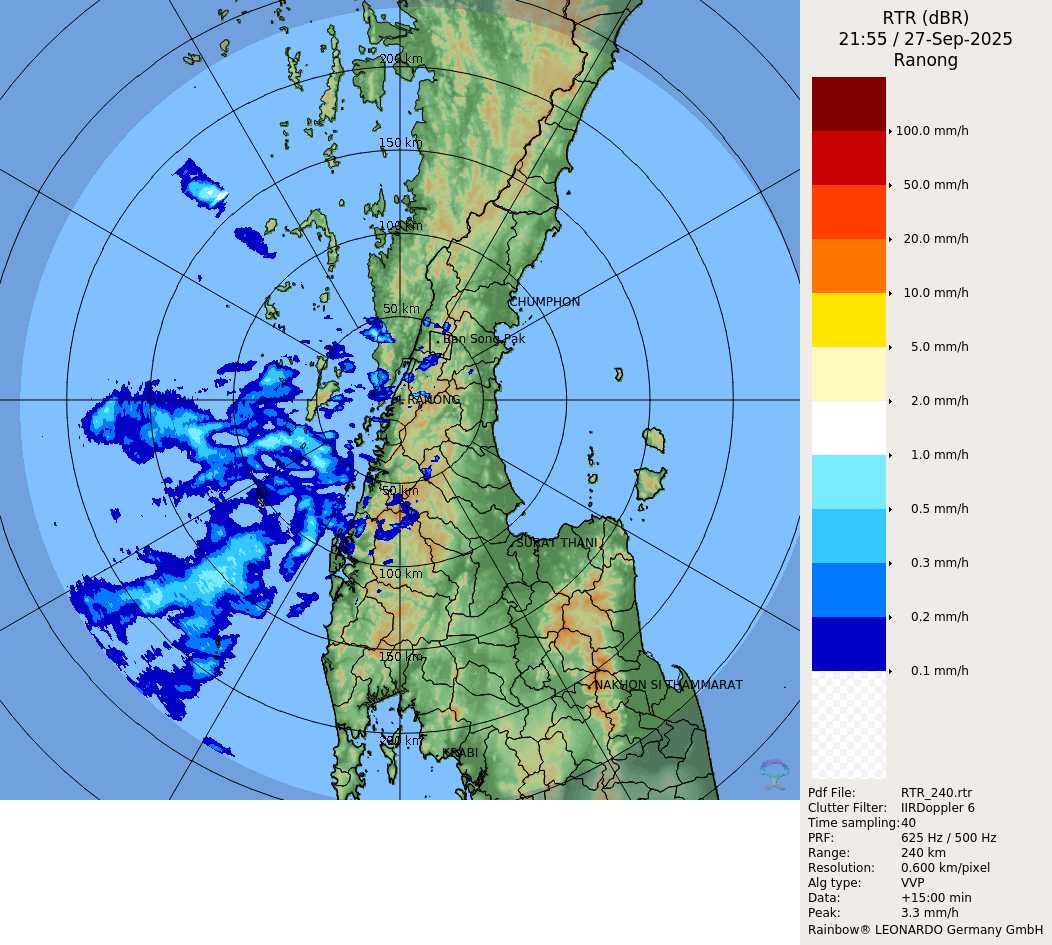 RTR (dBR)
21:55 / 27-Sep-2025
Ranong
100.0 mm/h
50.0 mm/h
20.0 mm/h
10.0 mm/h
5.0 mm/h
2.0 mm/h
1.0 mm/h
0.5 mm/h
0.3 mm/h
0.2 mm/h
0.1 mm/h
Pdf File: RTR_240.rtr
Clutter Filter: IIRDoppler 6
Time sampling:40
PRF: 625 Hz / 500 Hz
Range: 240 km
Resolution: 0.600 km/pixel
Alg type: VVP
Data: +15:00 min
Peak: 3.3 mm/h
Rainbow® LEONARDO Germany GmbH
200 km
150 km
100 km
50 km
CHUMPHON
Ban Song Pak
RANONG
50 km
SURAT THANI
100 km
150 km
NAKHON SI THAMMARAT
200 km
KRABI